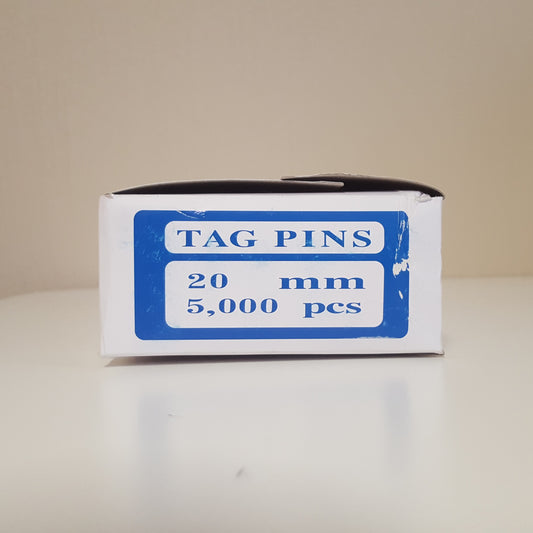 TAG PINS
20 mm
5,000 pcs